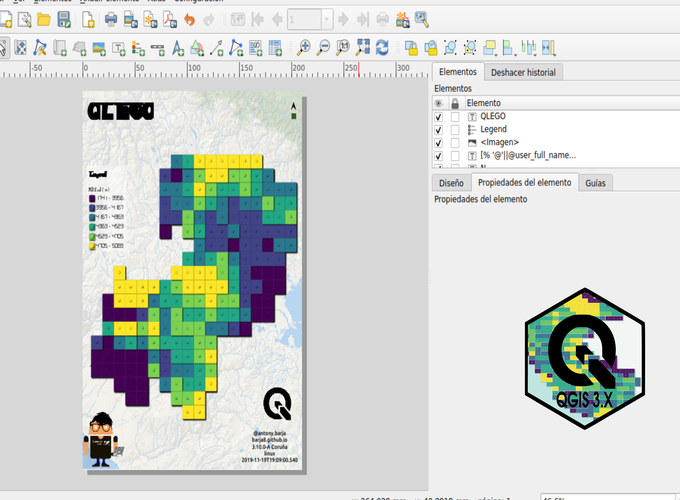 1
-50
0
50
100
150
200
250
300
Elementos
Deshacer historial
Elementos
Elemento
QLEGO
Legend
<Imagen>
[% '@'||@user_full_name...
Diseño
Propiedades del elemento
Guías
Propiedades del elemento
QLEGO
Legend
@antony.barja
barja8.github.io
3.10.0-A Coruña
linux
2019-11-19T19:09:00.540
QGIS 3.X